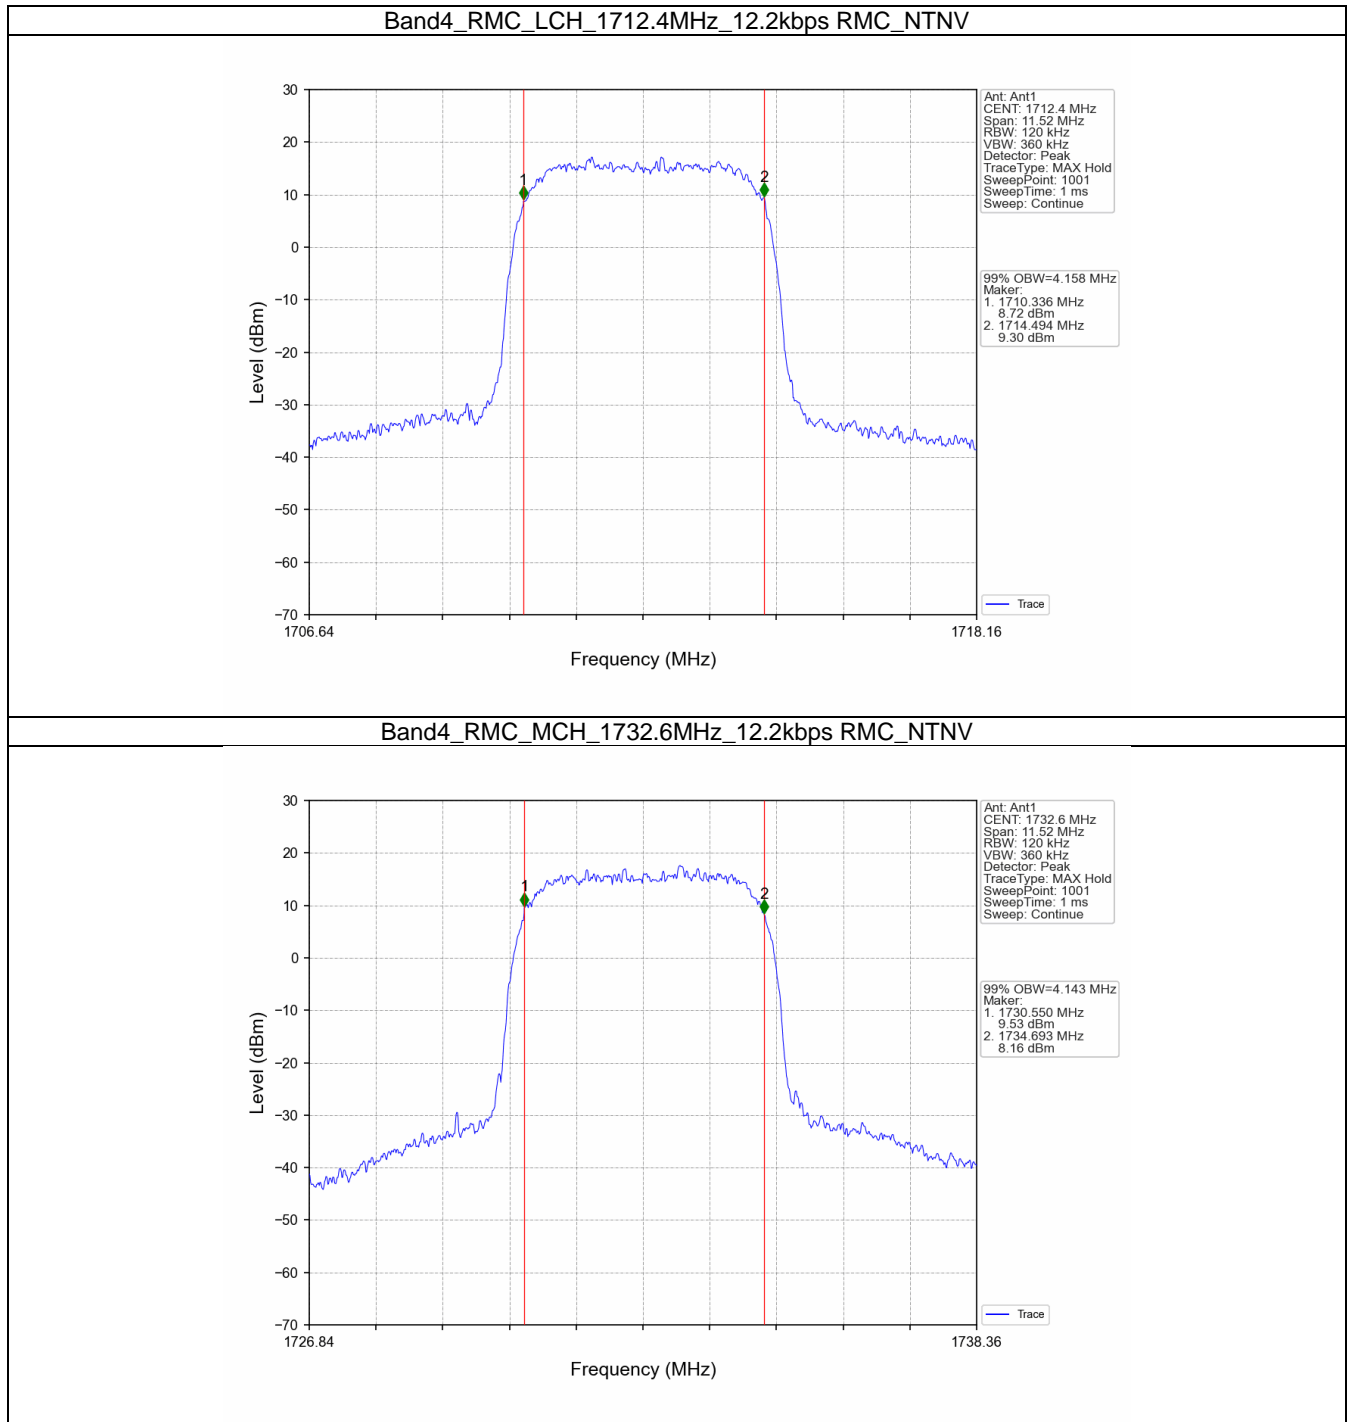 Band4_RMC_LCH_1712.4MHz_12.2kbps RMC_NTNV
30
20
10
0
−10
−20
−30
−40
−50
−60
−70
Level (dBm)
1
2
1706.64
1718.16
Frequency (MHz)
Ant: Ant1
CENT: 1712.4 MHz
Span: 11.52 MHz
RBW: 120 kHz
VBW: 360 kHz
Detector: Peak
TraceType: MAX Hold
SweepPoint: 1001
SweepTime: 1 ms
Sweep: Continue
99% OBW=4.158 MHz
Maker:
1. 1710.336 MHz
8.72 dBm
2. 1714.494 MHz
9.30 dBm
Trace
Band4_RMC_MCH_1732.6MHz_12.2kbps RMC_NTNV
30
20
10
0
−10
−20
−30
−40
−50
−60
−70
Level (dBm)
1
2
1726.84
1738.36
Frequency (MHz)
Ant: Ant1
CENT: 1732.6 MHz
Span: 11.52 MHz
RBW: 120 kHz
VBW: 360 kHz
Detector: Peak
TraceType: MAX Hold
SweepPoint: 1001
SweepTime: 1 ms
Sweep: Continue
99% OBW=4.143 MHz
Maker:
1. 1730.550 MHz
9.53 dBm
2. 1734.693 MHz
8.16 dBm
Trace